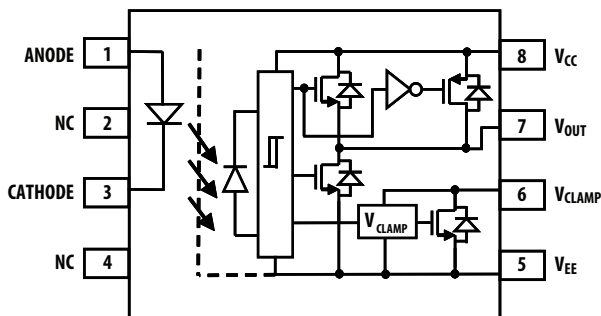 ANODE 1
NC 2
CATHODE 3
NC 4
8 VCC
7 VOUT
6 VCLAMP
5 VEE
VCLAMP